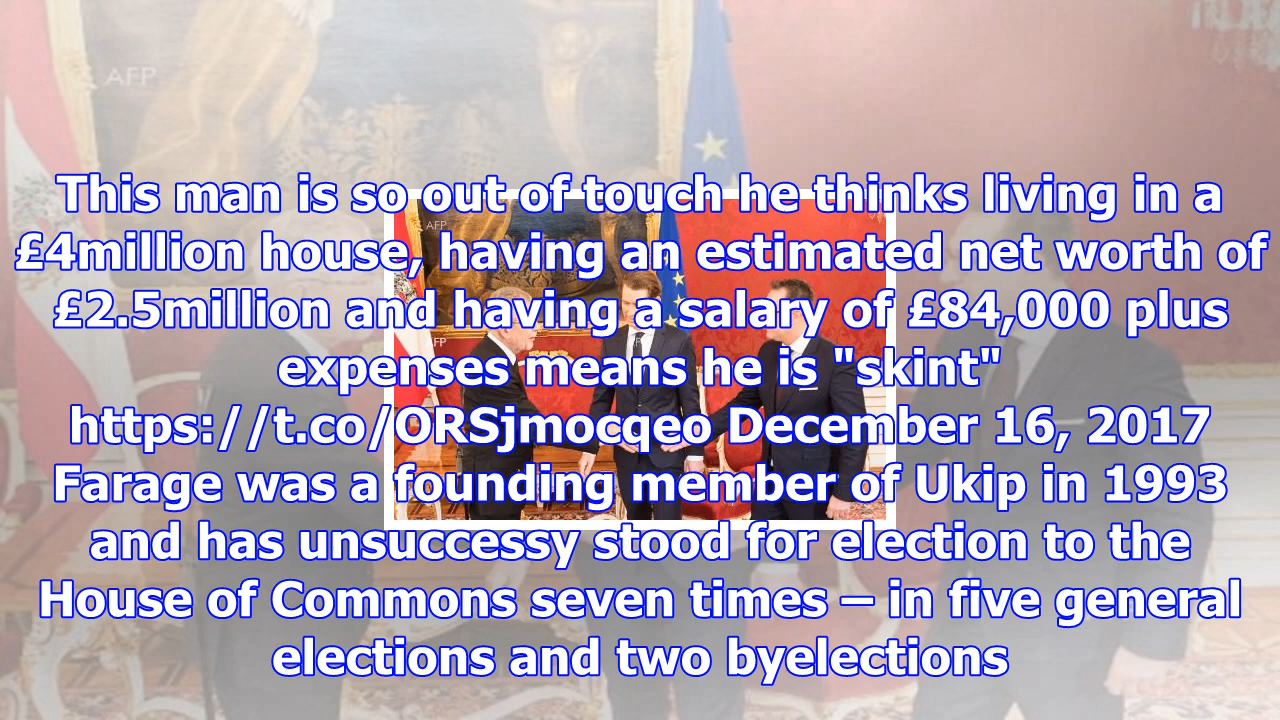 AFP
This man is so out of touch he thinks living in a
£4million house, having an estimated net worth of
£2.5million and having a salary of £84,000 plus
expenses means he is "skint"
https://t.co/ORSjmocqeo December 16, 2017
Farage was a founding member of Ukip in 1993
and has unsuccessy stood for election to the
House of Commons seven times – in five general
elections and two byelections
AFP